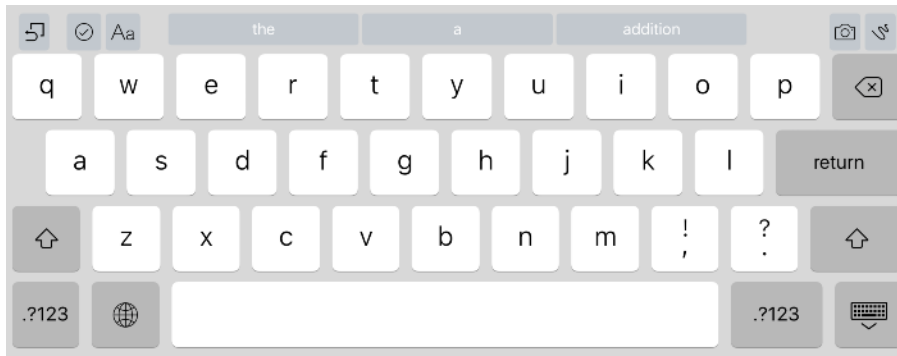 Aa the a addition
q w e r t y u i o p
a s d f g h j k l return
z x c v b n m ! , ? .
.?123 .?123